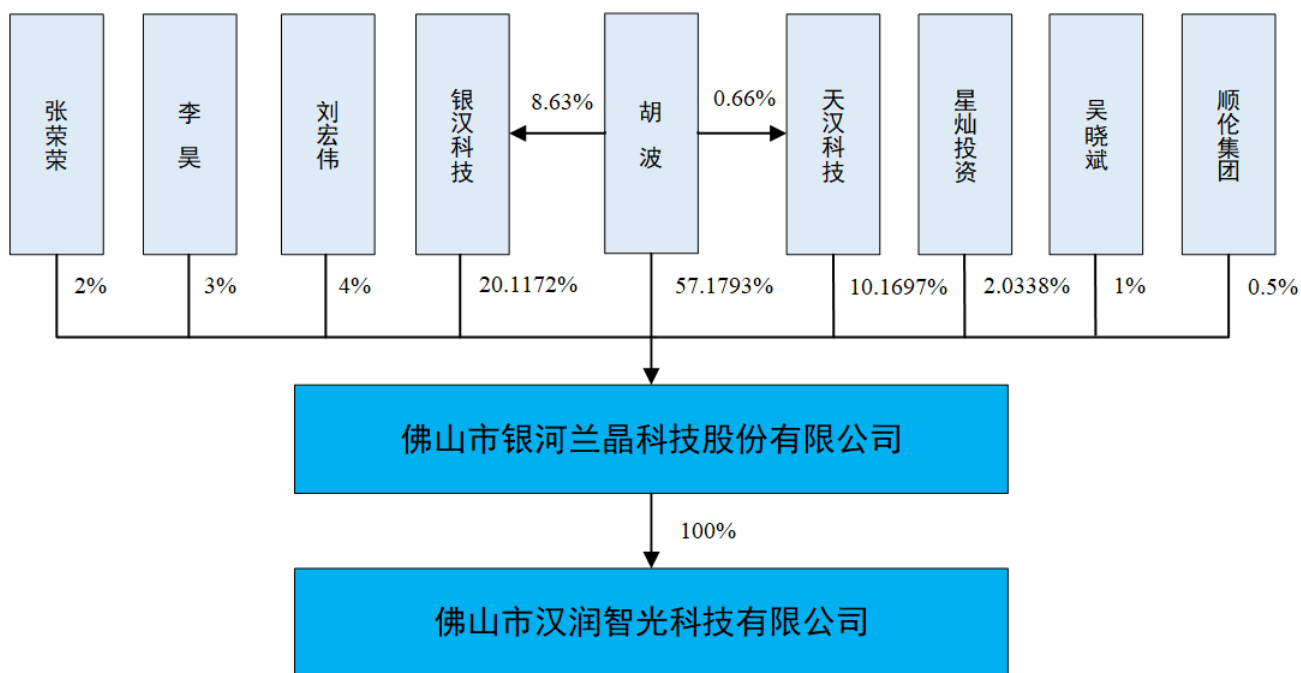 张荣荣
李昊
刘宏伟
银汉科技
8.63%
胡波
0.66%
天汉科技
星灿投资
吴晓斌
顺伦集团
2%
3%
4%
20.1172%
57.1793%
10.1697%
2.0338%
1%
0.5%
佛山市银河兰晶科技股份有限公司
100%
佛山市汉润智光科技有限公司